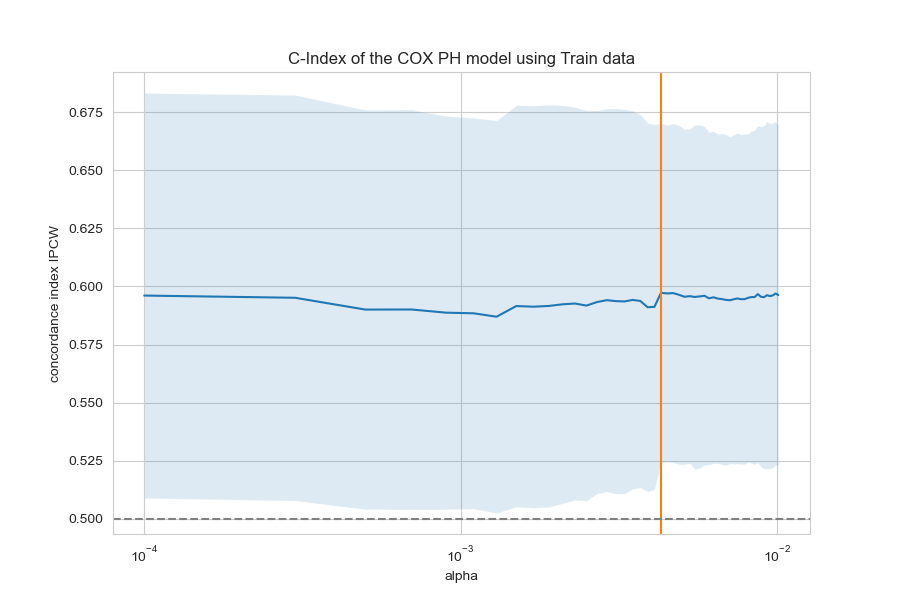 C-Index of the COX PH model using Train data
concordance index IPCW
0.675
0.650
0.625
0.600
0.575
0.550
0.525
0.500
10⁻⁴ 10⁻³ 10⁻²
alpha